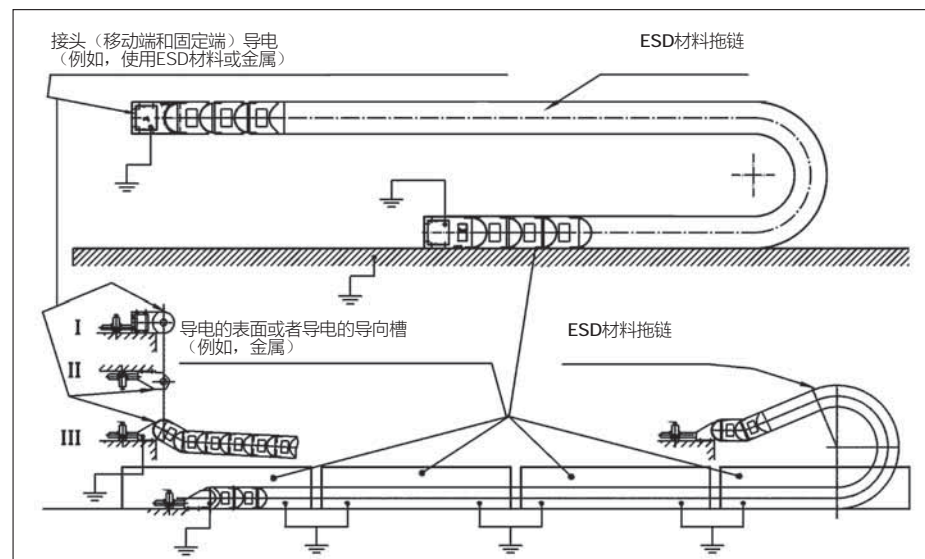 接头（移动端和固定端）导电
（例如，使用ESD材料或金属）
ESD材料拖链
I
导电的表面或者导电的导向槽
（例如，金属）
ESD材料拖链
II
III